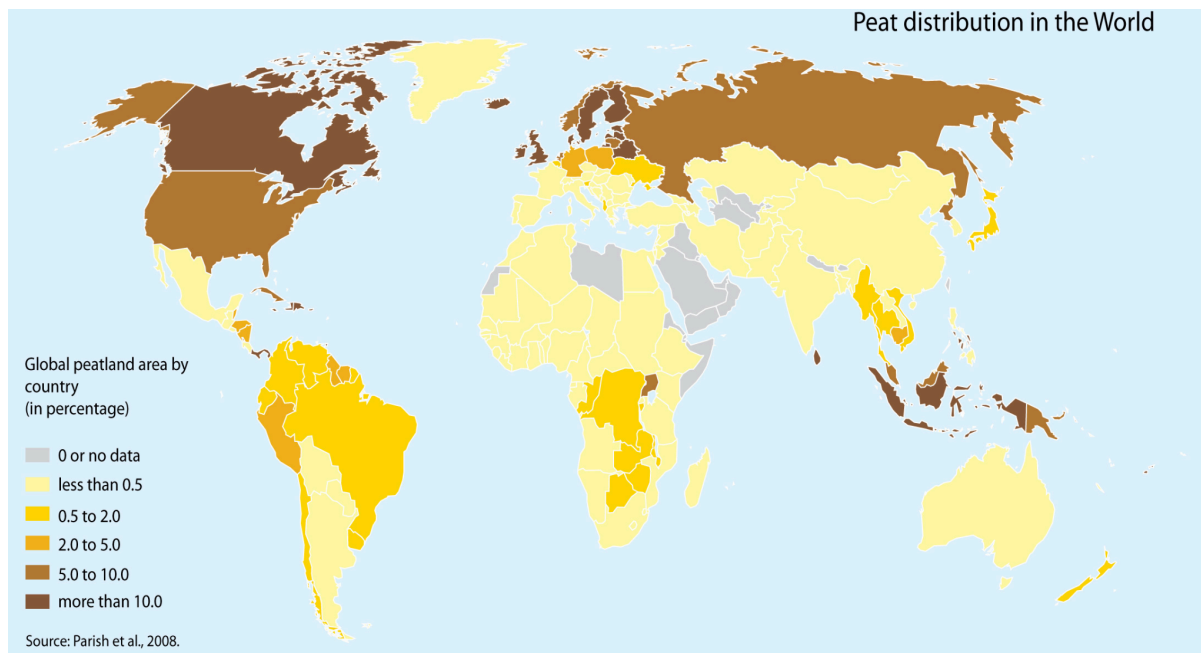 Peat distribution in the World
Global peatland area by
country
(in percentage)
0 or no data
less than 0.5
0.5 to 2.0
2.0 to 5.0
5.0 to 10.0
more than 10.0
Source: Parish et al., 2008.